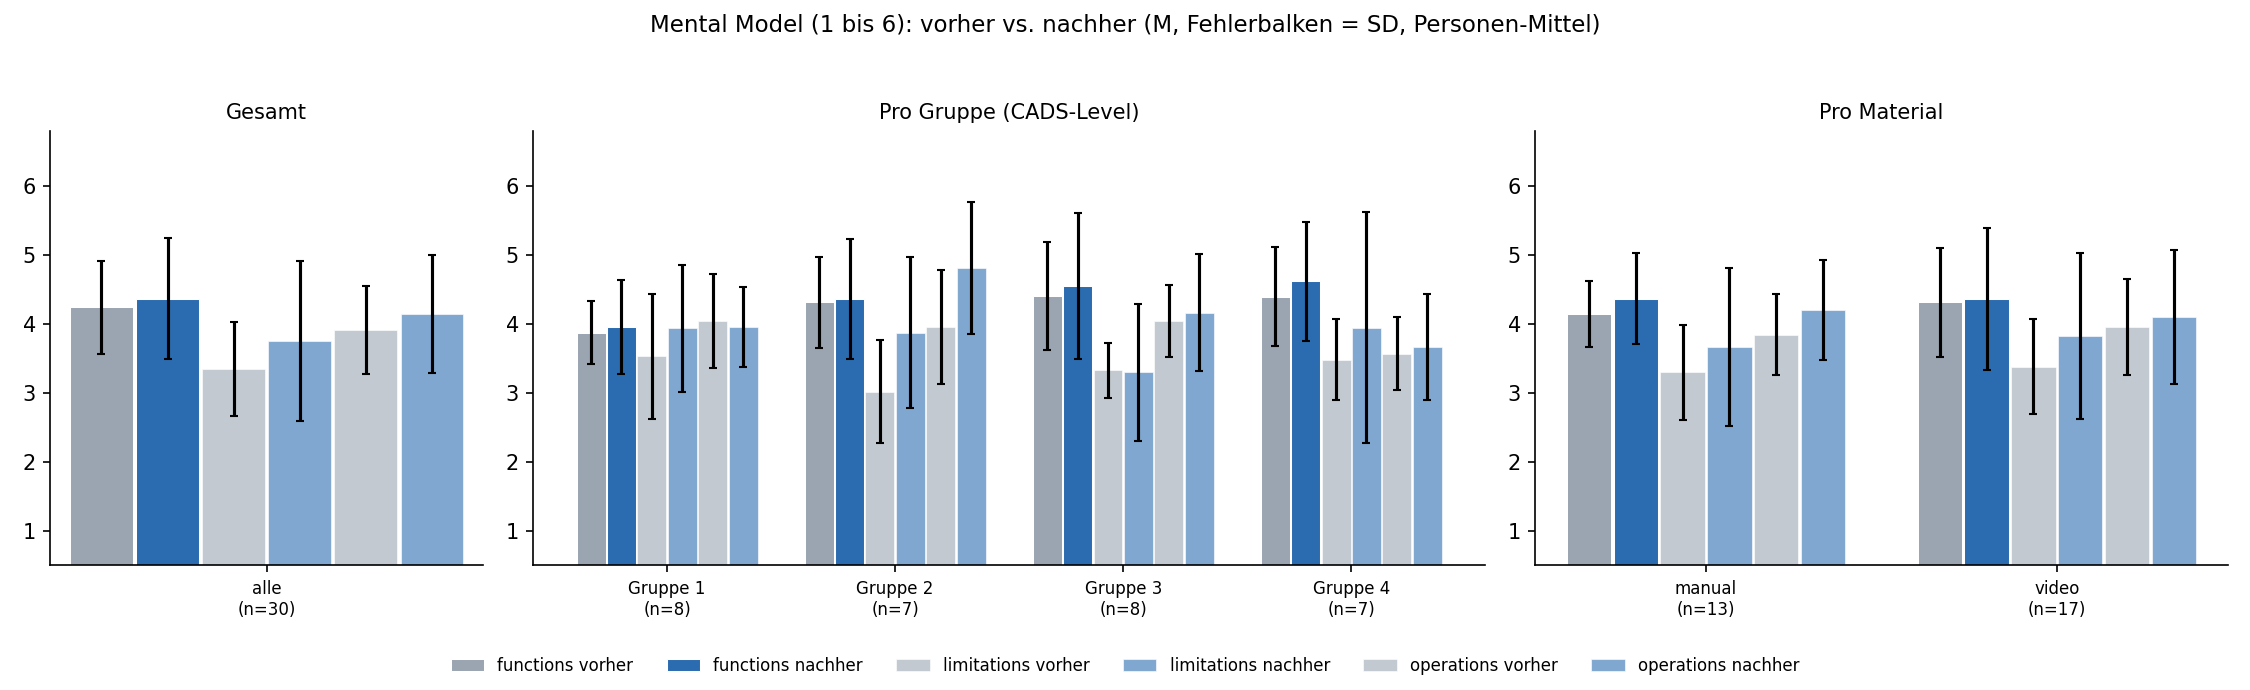 Mental Model (1 bis 6): vorher vs. nachher (M, Fehlerbalken = SD, Personen-Mittel)
Gesamt
6
5
4
3
2
1
alle
(n=30)
Pro Gruppe (CADS-Level)
6
5
4
3
2
1
Gruppe 1
(n=8)
Gruppe 2
(n=7)
Gruppe 3
(n=8)
Gruppe 4
(n=7)
Pro Material
6
5
4
3
2
1
manual
(n=13)
video
(n=17)
functions vorher
functions nachher
limitations vorher
limitations nachher
operations vorher
operations nachher